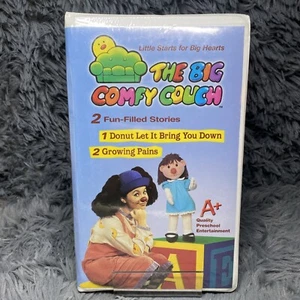 Little Starts for Big Hearts
THE BIG
COMFY COUCH
2 Fun-Filled Stories
1 Donut Let It Bring You Down
2 Growing Pains
A+
Quality
Preschool
Entertainment
A
E